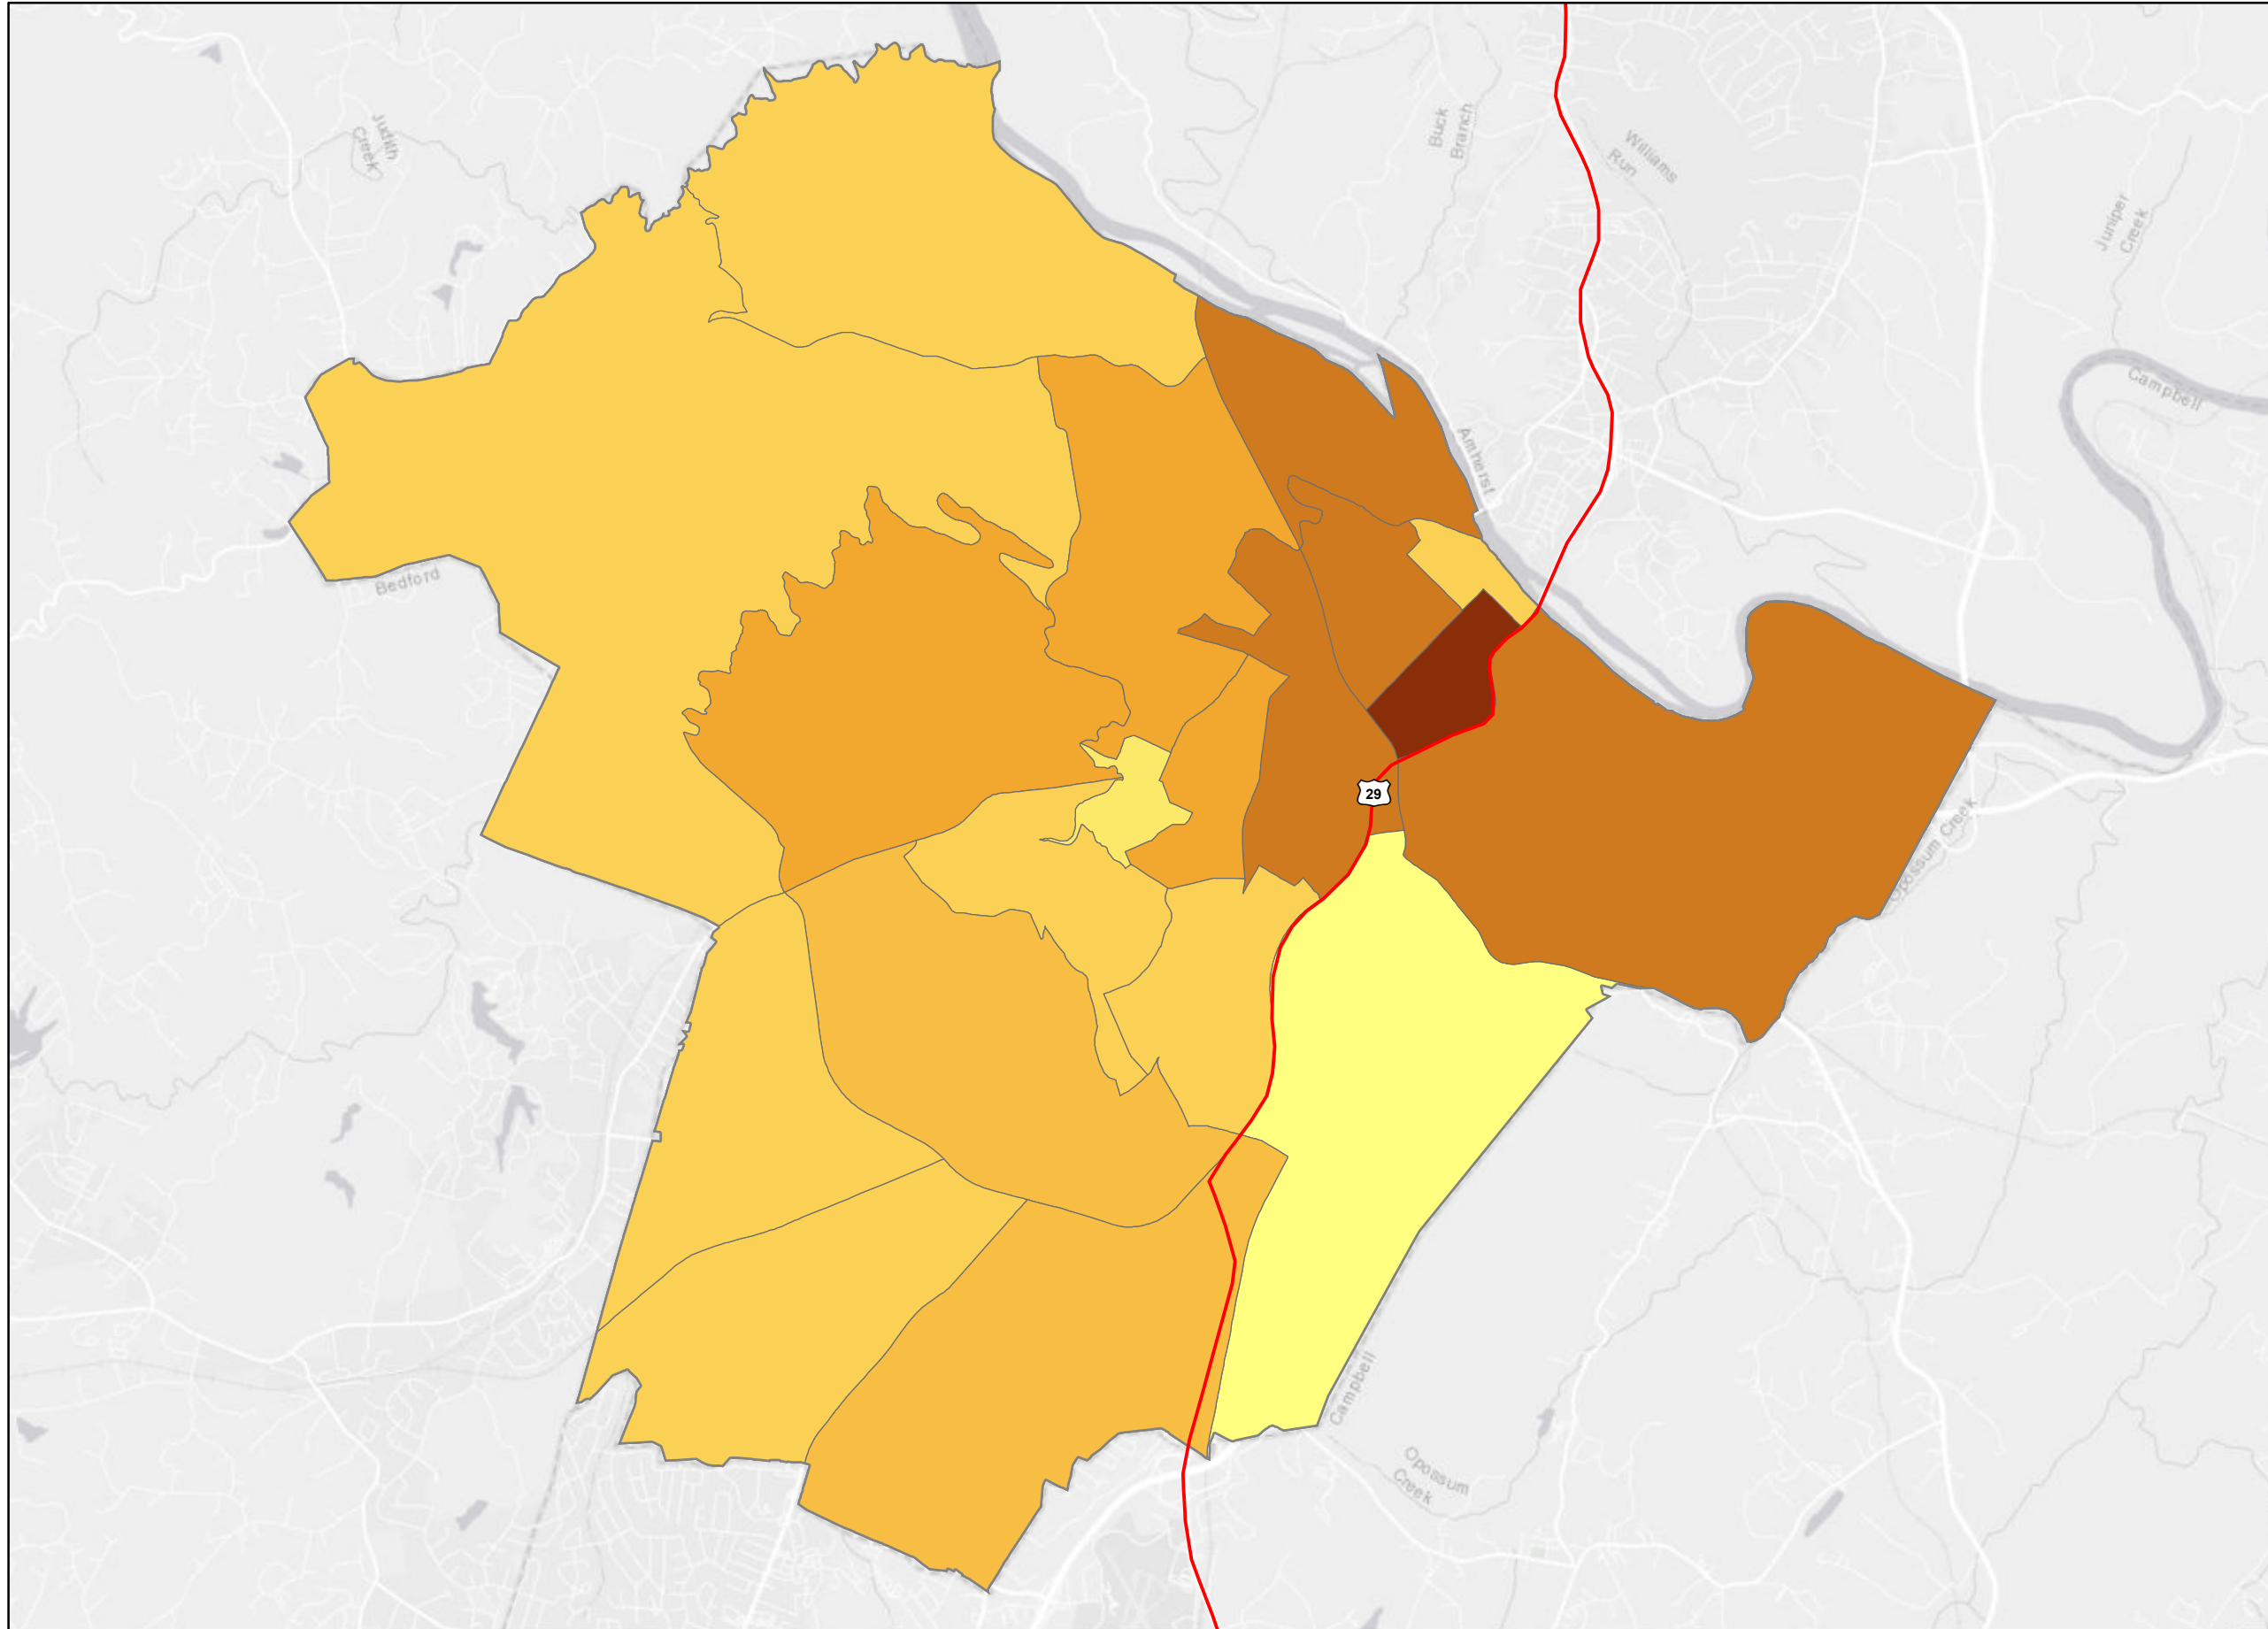 Judith
Creek
Buck
Branch
Williams
Run
Juniper
Creek
Campbell
Amherst
Bedford
29
Opossum Creek
Campbell
Opossum
Creek